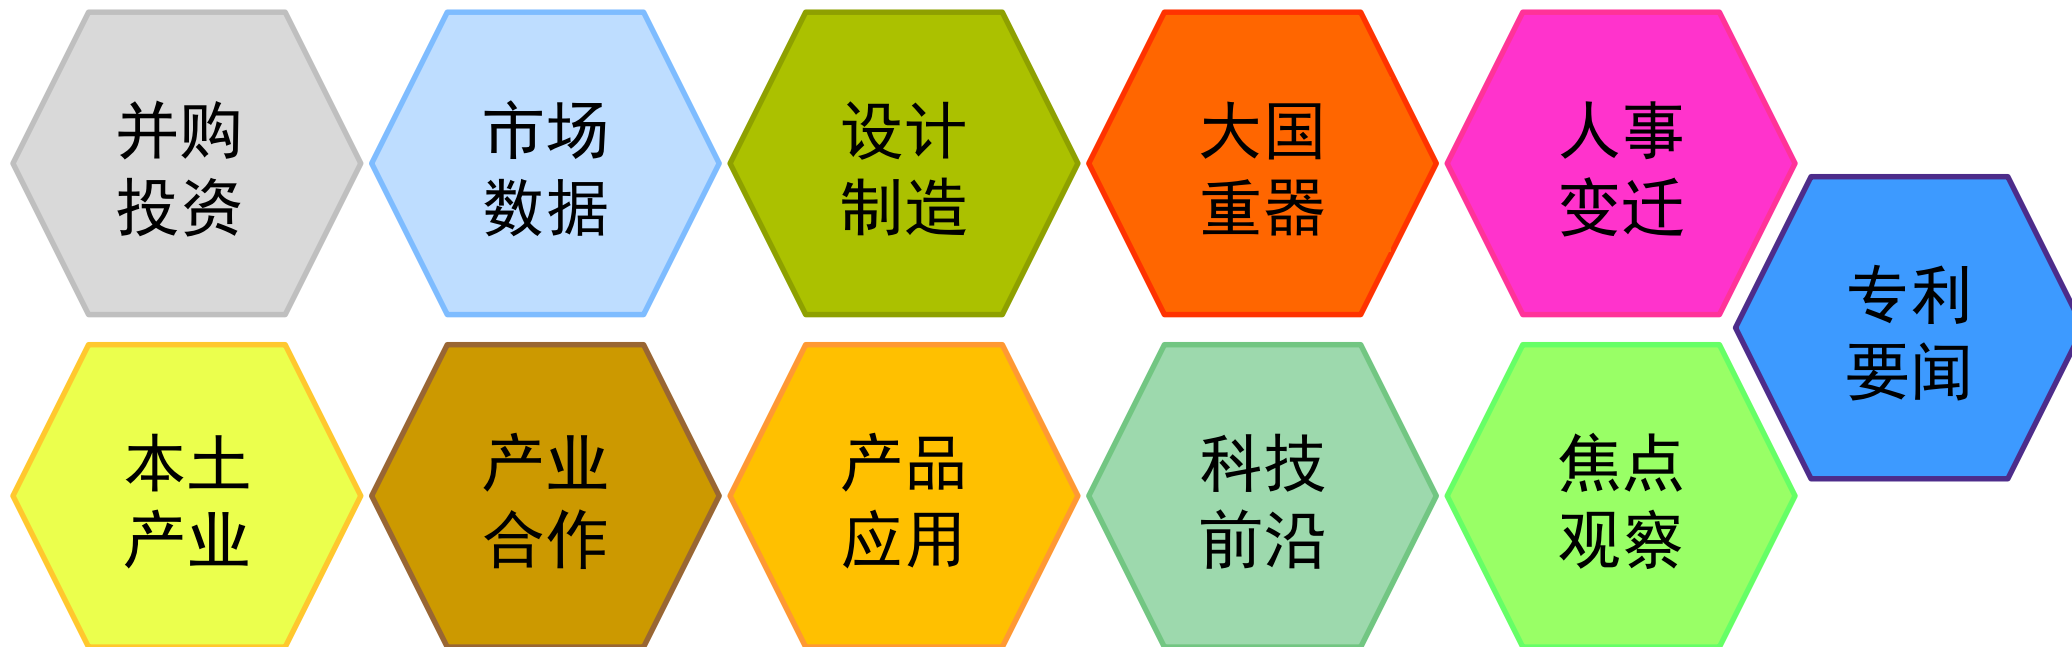 并购
投资
市场
数据
设计
制造
大国
重器
人事
变迁
专利
要闻
本土
产业
产业
合作
产品
应用
科技
前沿
焦点
观察